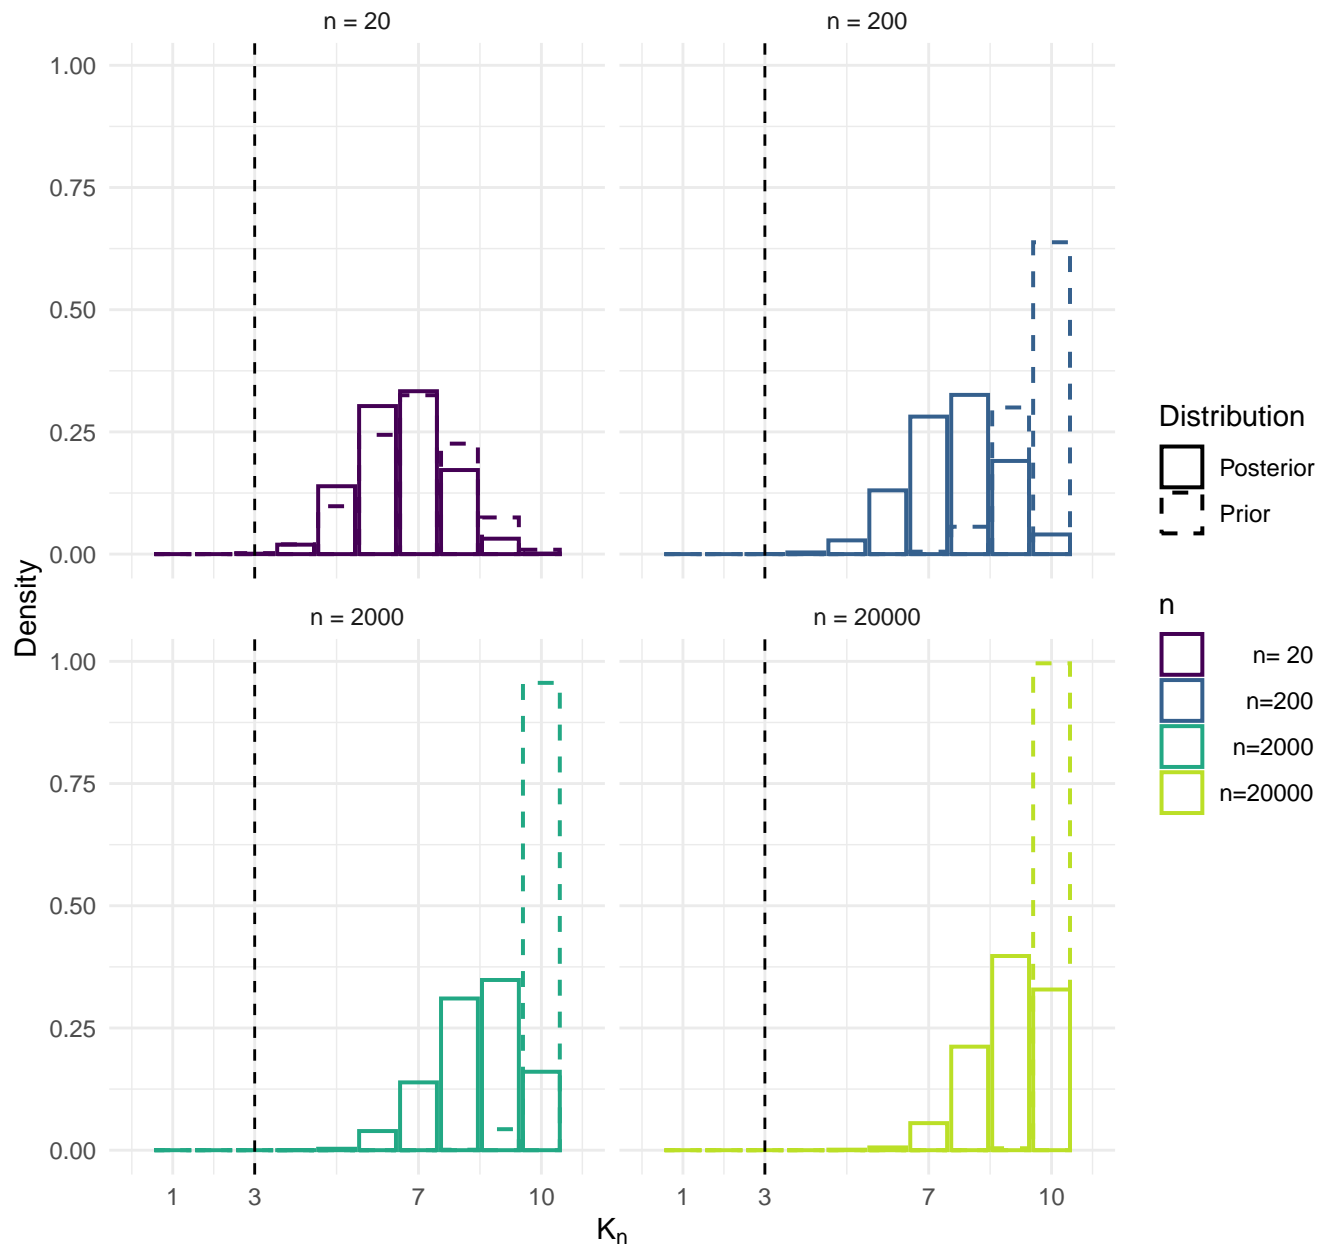 n = 20
n = 200
1.00
0.75
0.50
0.25
0.00
n = 2000
n = 20000
1.00
0.75
0.50
0.25
0.00
1 3 7 10
1 3 7 10
Density
Kn
Distribution
Posterior
Prior
n
n= 20
n=200
n=2000
n=20000